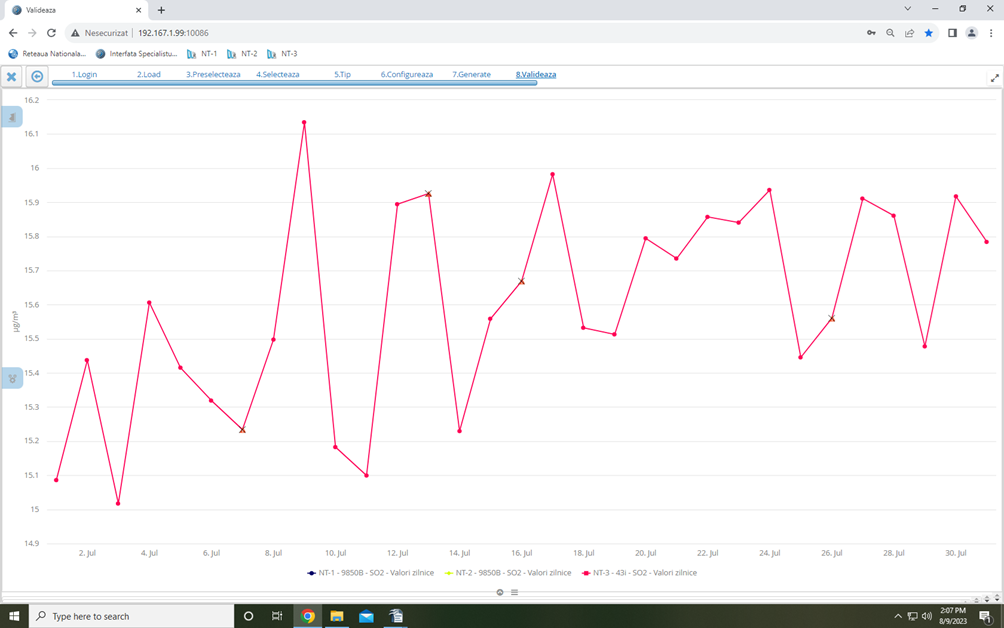 Valideaza
Nesecurizat 192.167.1.99:10086
Reteaua Nationala... Interfata Specialistu... NT-1 NT-2 NT-3
1.Login 2.Load 3.Preselecteaza 4.Selecteaza 5.Tip 6.Configureaza 7.Generate 8.Valideaza
16.2
16.1
16
15.9
15.8
15.7
15.6
µg/m³
15.5
15.4
15.3
15.2
15.1
15
14.9
2. Jul 4. Jul 6. Jul 8. Jul 10. Jul 12. Jul 14. Jul 16. Jul 18. Jul 20. Jul 22. Jul 24. Jul 26. Jul 28. Jul 30. Jul
NT-1 - 9850B - SO2 - Valori zilnice NT-2 - 9850B - SO2 - Valori zilnice NT-3 - 43i - SO2 - Valori zilnice
Type here to search
2:07 PM
8/9/2023
1